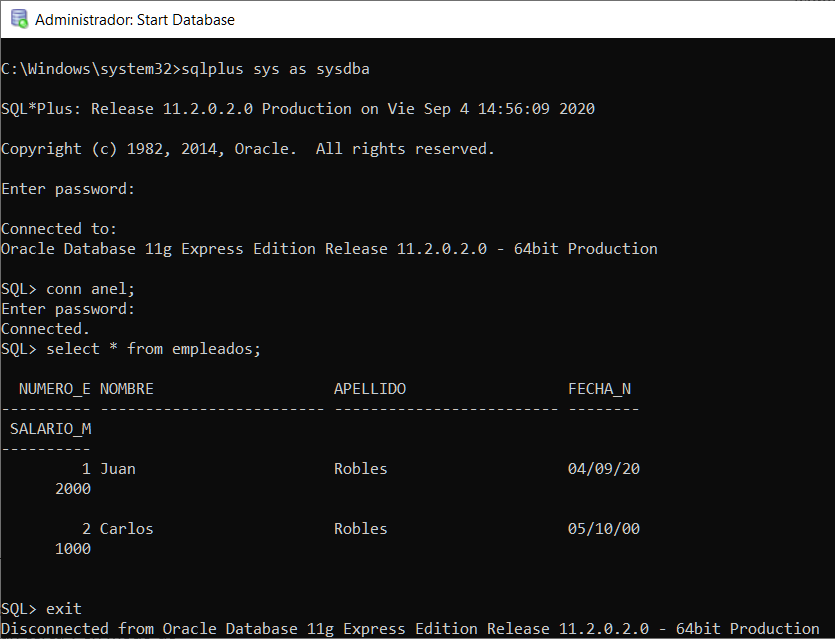 Administrador: Start Database
C:\Windows\system32>sqlplus sys as sysdba
SQL*Plus: Release 11.2.0.2.0 Production on Vie Sep 4 14:56:09 2020
Copyright (c) 1982, 2014, Oracle.  All rights reserved.
Enter password:
Connected to:
Oracle Database 11g Express Edition Release 11.2.0.2.0 - 64bit Production
SQL> conn anel;
Enter password:
Connected.
SQL> select * from empleados;
  NUMERO_E NOMBRE                    APELLIDO                  FECHA_N
---------- ------------------------- ------------------------- --------
 SALARIO_M
----------
         1 Juan                      Robles                    04/09/20
      2000
         2 Carlos                    Robles                    05/10/00
      1000
SQL> exit
Disconnected from Oracle Database 11g Express Edition Release 11.2.0.2.0 - 64bit Production